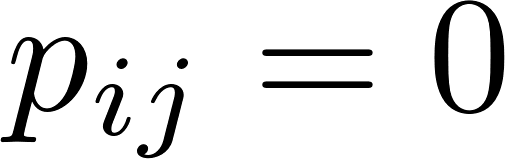 p_{ij} = 0